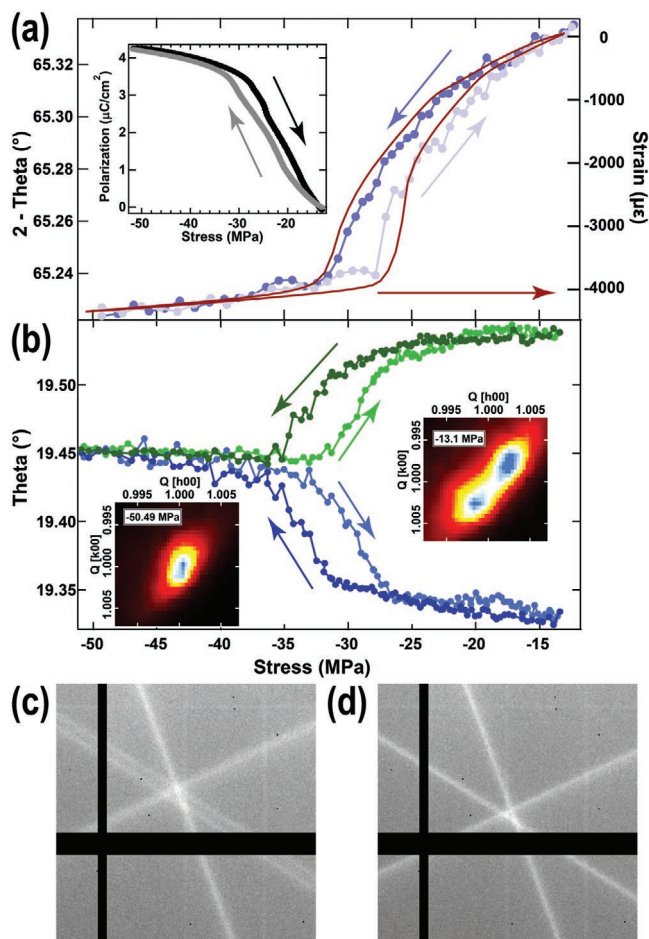 (a)
65.32
65.30
65.28
65.26
65.24
2 - Theta (°)
0
-1000
-2000
-3000
-4000
Strain (µε)
4
3
2
1
0
Polarization (µC/cm²)
-50
-40
-30
-20
Stress (MPa)
(b)
19.50
19.45
19.40
19.35
Theta (°)
Q [h00]
0.995 1.000 1.005
-50.49 MPa
Q [k00]
0.995
1.000
1.005
Q [h00]
0.995 1.000 1.005
-13.1 MPa
Q [k00]
0.995
1.000
1.005
-50 -45 -40 -35 -30 -25 -20 -15
Stress (MPa)
(c)
(d)